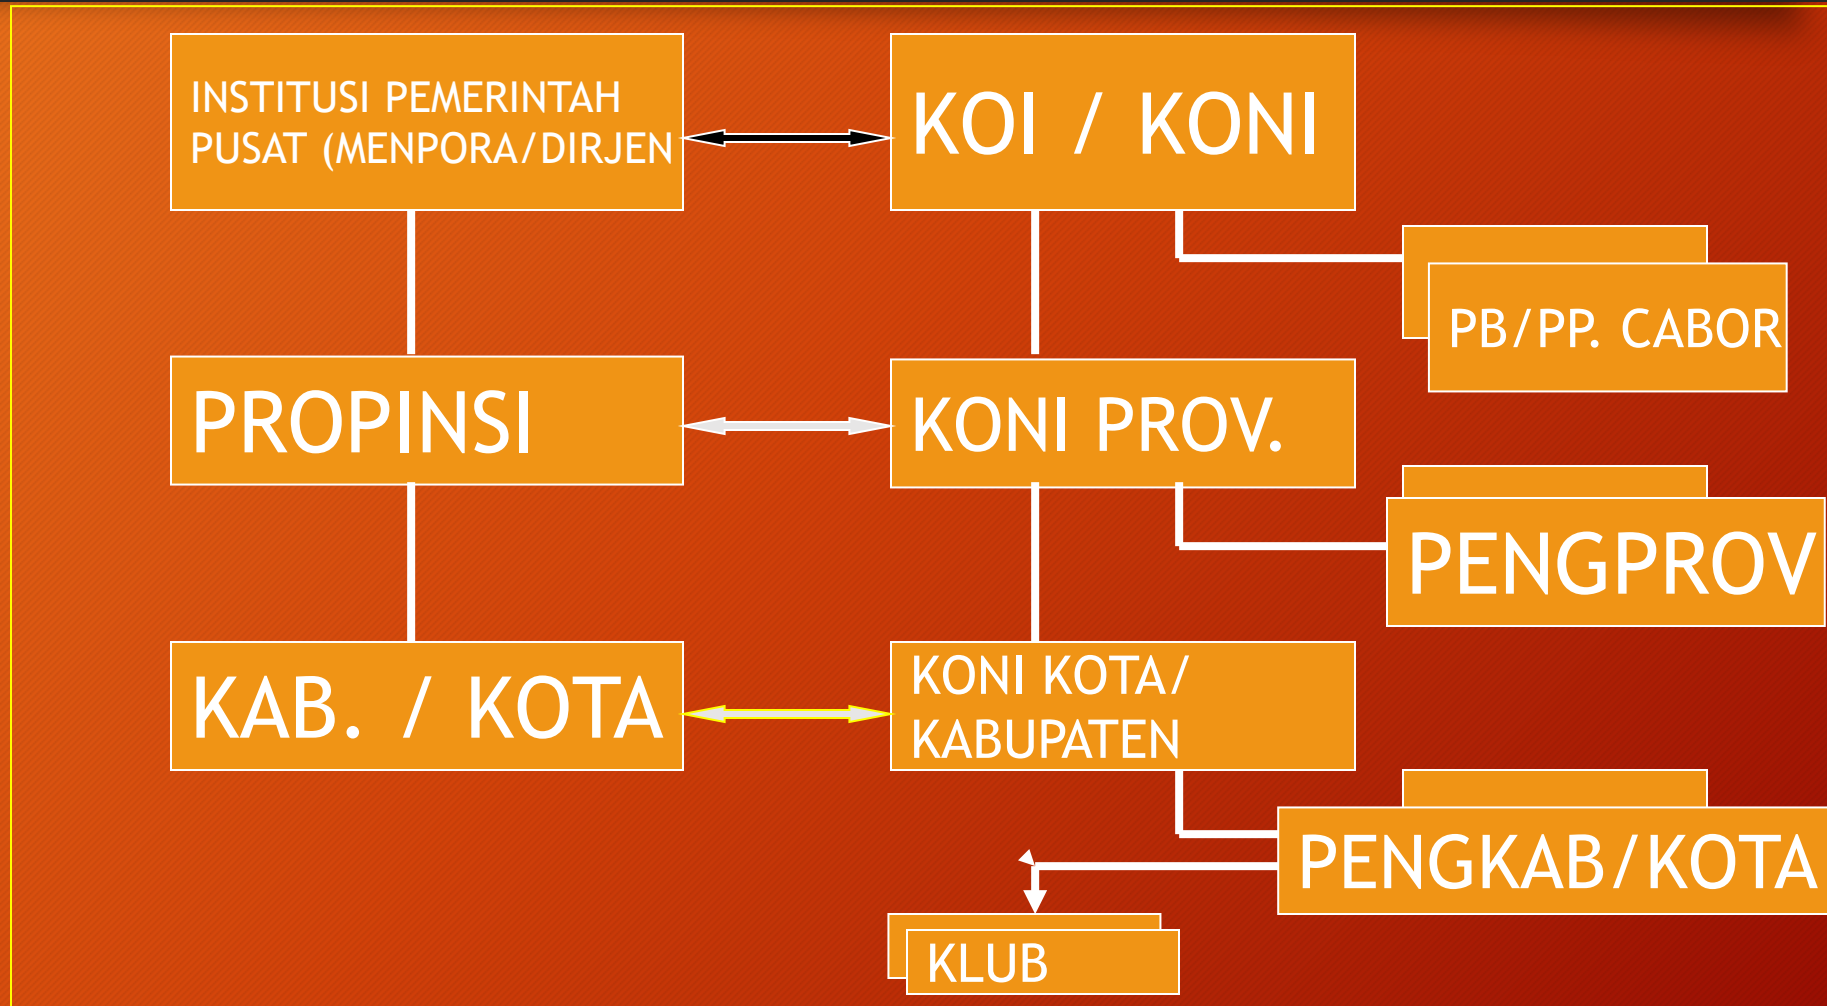 INSTITUSI PEMERINTAH
PUSAT (MENPORA/DIRJEN
KOI / KONI
PB/PP. CABOR
PROPINSI
KONI PROV.
PENGPROV
KAB. / KOTA
KONI KOTA/
KABUPATEN
PENGKAB/KOTA
KLUB